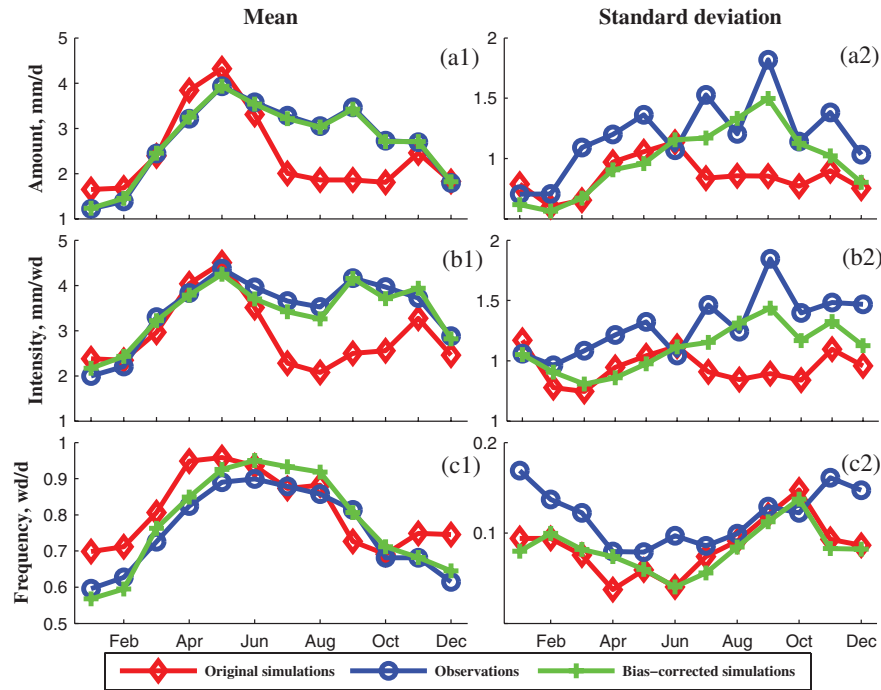 Mean
Standard deviation
Amount, mm/d
5
4
3
2
1
(a1)
2
1.5
1
(a2)
Intensity, mm/wd
5
4
3
2
1
(b1)
2
1.5
1
1
(b2)
Frequency, wd/d
1
0.9
0.8
0.7
0.6
0.5
(c1)
Feb Apr Jun Aug Oct Dec
0.2
0.1
(c2)
Feb Apr Jun Aug Oct Dec
Original simulations Observations Bias-corrected simulations